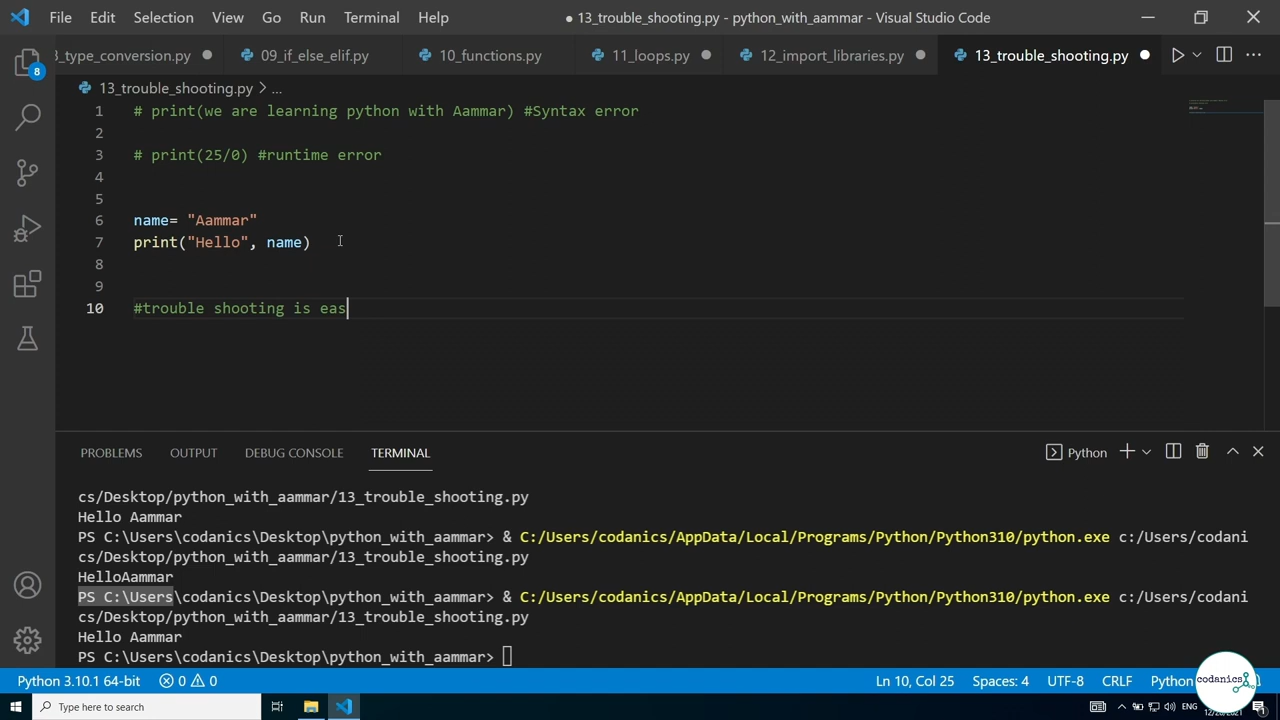 File Edit Selection View Go Run Terminal Help ● 13_trouble_shooting.py - python_with_aammar - Visual Studio Code
3_type_conversion.py 09_if_else_elif.py 10_functions.py 11_loops.py 12_import_libraries.py 13_trouble_shooting.py
8
13_trouble_shooting.py > ...
1 # print(we are learning python with Aammar) #Syntax error
2
3 # print(25/0) #runtime error
4
5
6 name= "Aammar"
7 print("Hello", name)
8
9
10 #trouble shooting is eas
PROBLEMS OUTPUT DEBUG CONSOLE TERMINAL Python
cs/Desktop/python_with_aammar/13_trouble_shooting.py
Hello Aammar
PS C:\Users\codanics\Desktop\python_with_aammar> & C:/Users/codanics/AppData/Local/Programs/Python/Python310/python.exe c:/Users/codani
cs/Desktop/python_with_aammar/13_trouble_shooting.py
HelloAammar
PS C:\Users\codanics\Desktop\python_with_aammar> & C:/Users/codanics/AppData/Local/Programs/Python/Python310/python.exe c:/Users/codani
cs/Desktop/python_with_aammar/13_trouble_shooting.py
Hello Aammar
PS C:\Users\codanics\Desktop\python_with_aammar>
Python 3.10.1 64-bit 0 0 Ln 10, Col 25 Spaces: 4 UTF-8 CRLF Python
codanics
Type here to search ENG